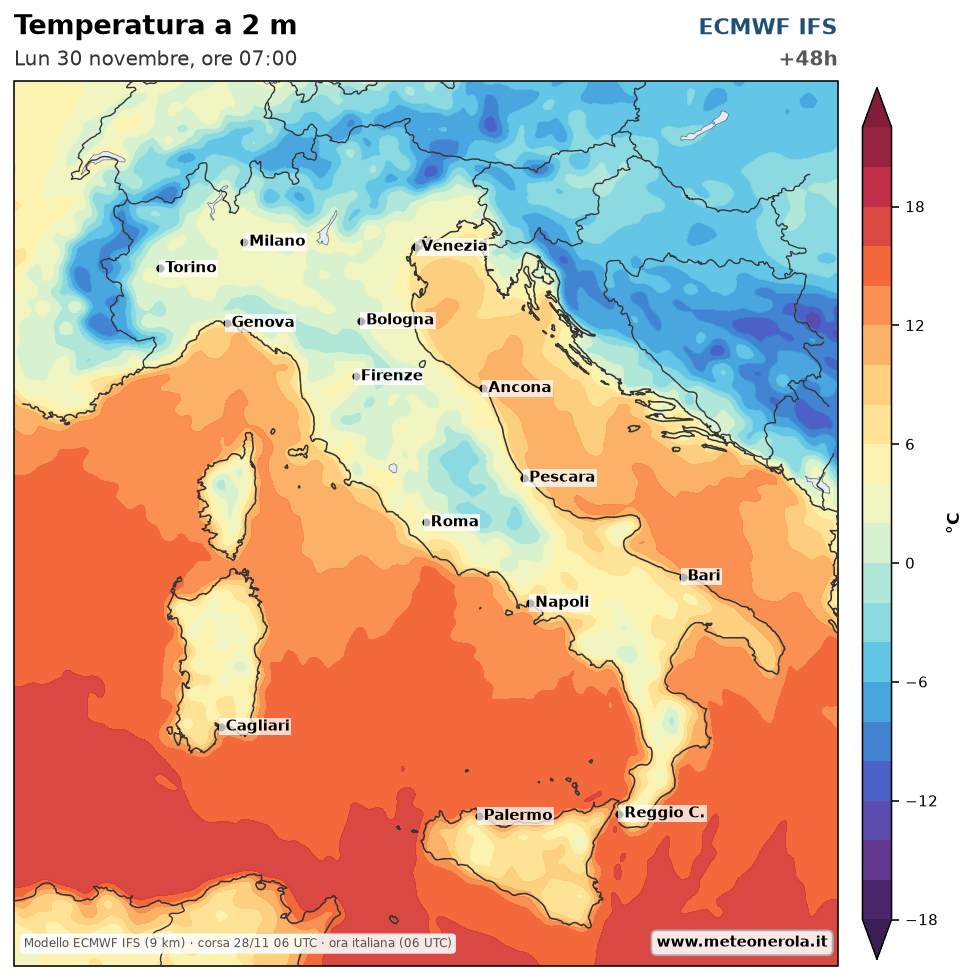 Temperatura a 2 m
ECMWF IFS
Lun 30 novembre, ore 07:00
+48h
Milano
Venezia
Torino
Genova
Bologna
Firenze
Ancona
Pescara
Roma
Bari
Napoli
Cagliari
Palermo
Reggio C.
18
12
6
0
−6
−12
−18
°C
Modello ECMWF IFS (9 km) · corsa 28/11 06 UTC · ora italiana (06 UTC)
www.meteonerola.it